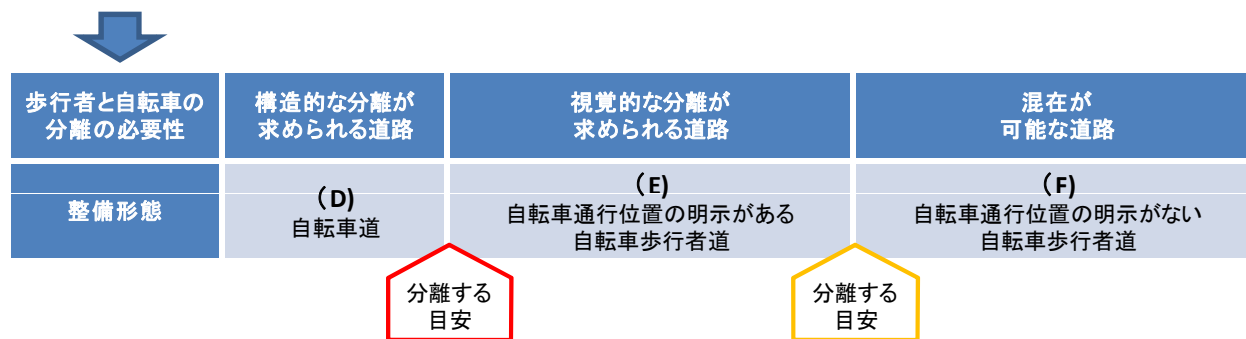 歩行者と自転車の
分離の必要性
構造的な分離が
求められる道路
視覚的な分離が
求められる道路
混在が
可能な道路
整備形態
（D)
自転車道
（E)
自転車通行位置の明示がある
自転車歩行者道
（F)
自転車通行位置の明示がない
自転車歩行者道
分離する
目安
分離する
目安